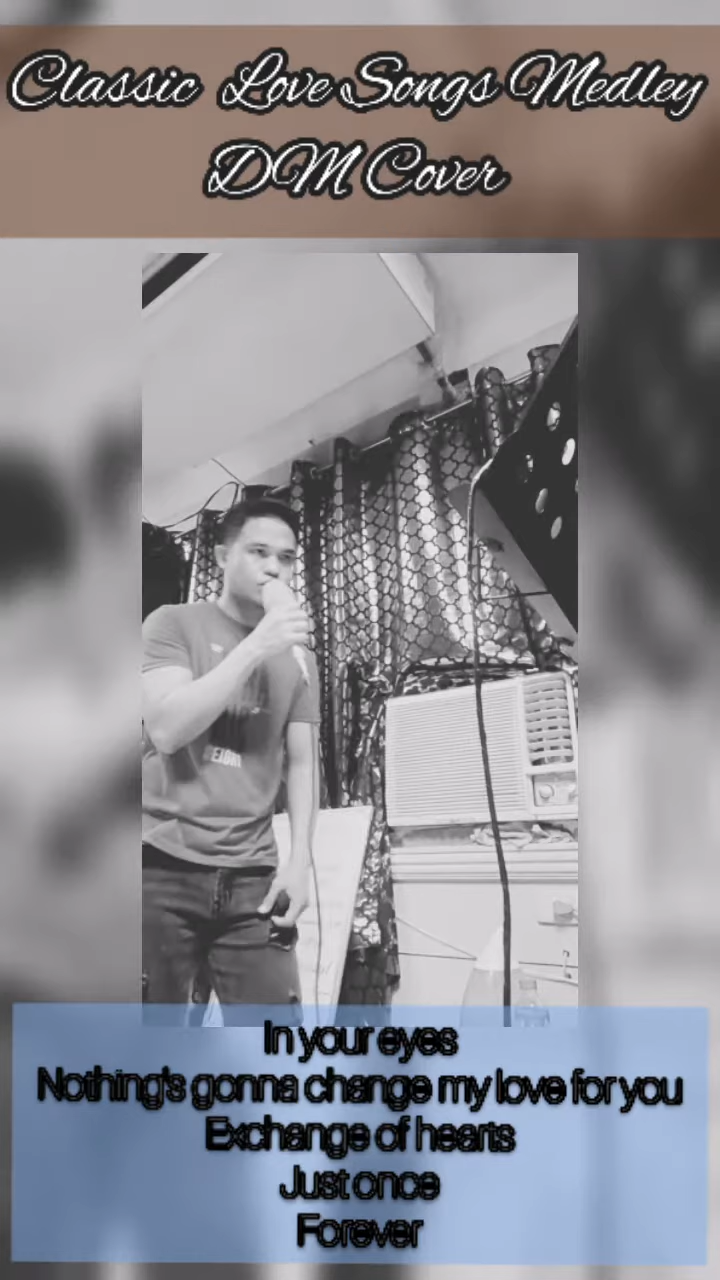 Classic Love Songs Medley
DM Cover
In your eyes
Nothing's gonna change my love for you
Exchange of hearts
Just once
Forever